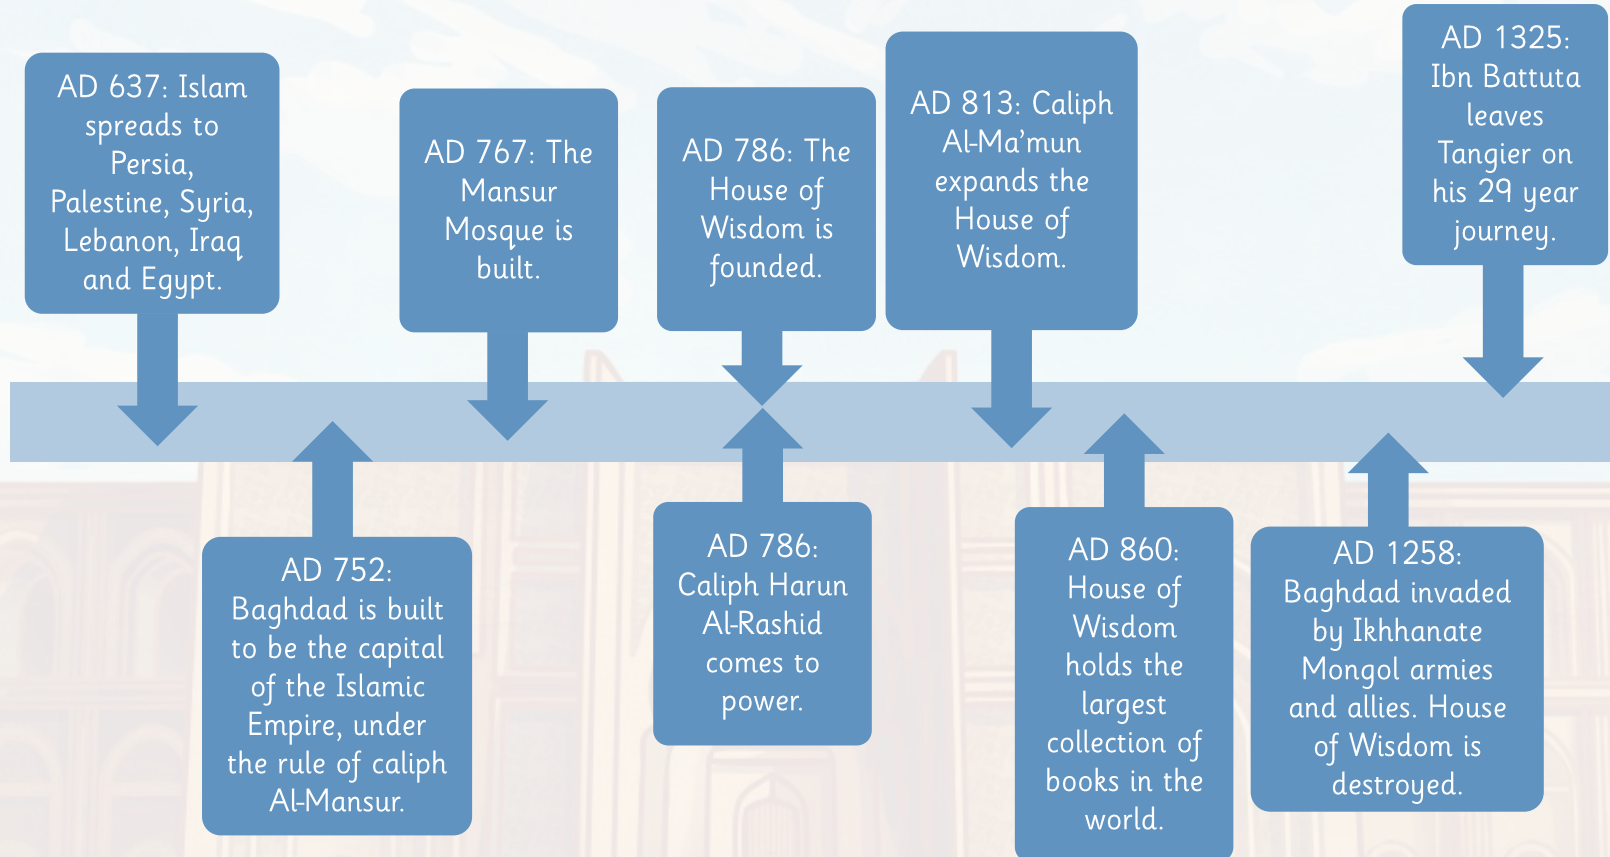 AD 637: Islam
spreads to
Persia,
Palestine, Syria,
Lebanon, Iraq
and Egypt.
AD 752:
Baghdad is built
to be the capital
of the Islamic
Empire, under
the rule of caliph
Al-Mansur.
AD 767: The
Mansur
Mosque is
built.
AD 786: The
House of
Wisdom is
founded.
AD 786:
Caliph Harun
Al-Rashid
comes to
power.
AD 813: Caliph
Al-Ma’mun
expands the
House of
Wisdom.
AD 860:
House of
Wisdom
holds the
largest
collection of
books in the
world.
AD 1258:
Baghdad invaded
by Ikhhanate
Mongol armies
and allies. House
of Wisdom is
destroyed.
AD 1325:
Ibn Battuta
leaves
Tangier on
his 29 year
journey.